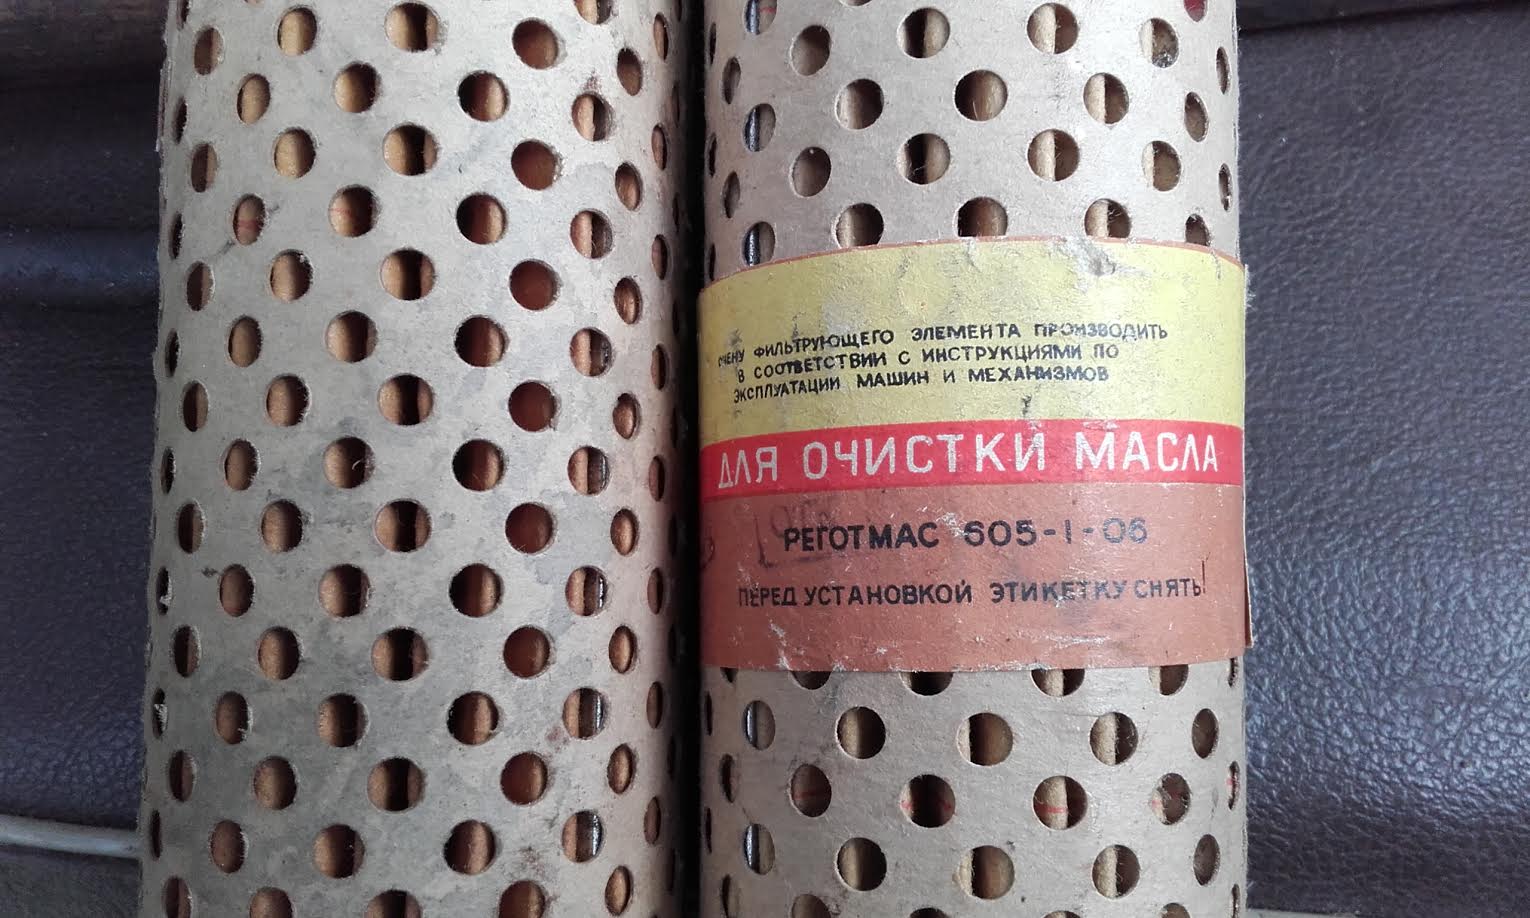 СМЕНУ ФИЛЬТРУЮЩЕГО ЭЛЕМЕНТА ПРОИЗВОДИТЬ
В СООТВЕТСТВИИ С ИНСТРУКЦИЯМИ ПО
ЭКСПЛУАТАЦИИ МАШИН И МЕХАНИЗМОВ
ДЛЯ ОЧИСТКИ МАСЛА
РЕГОТМАС 605-1-06
ПЕРЕД УСТАНОВКОЙ ЭТИКЕТКУ СНЯТЬ!